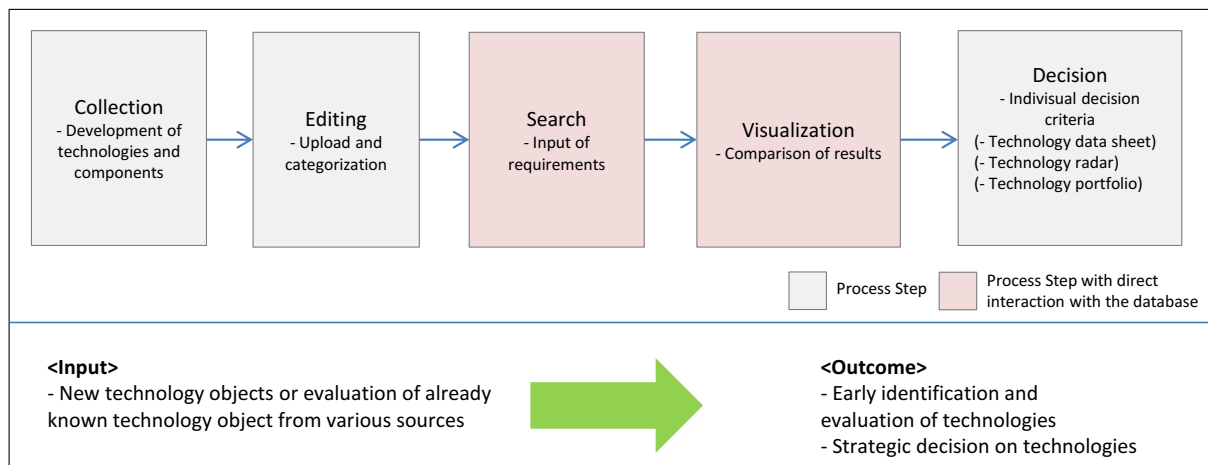 Collection
- Development of
technologies and
components
Editing
- Upload and
categorization
Search
- Input of
requirements
Visualization
- Comparison of results
Decision
- Indivisual decision
criteria
(- Technology data sheet)
(- Technology radar)
(- Technology portfolio)
Process Step
Process Step with direct
interaction with the database
<Input>
- New technology objects or evaluation of already
known technology object from various sources
<Outcome>
- Early identification and
evaluation of technologies
- Strategic decision on technologies